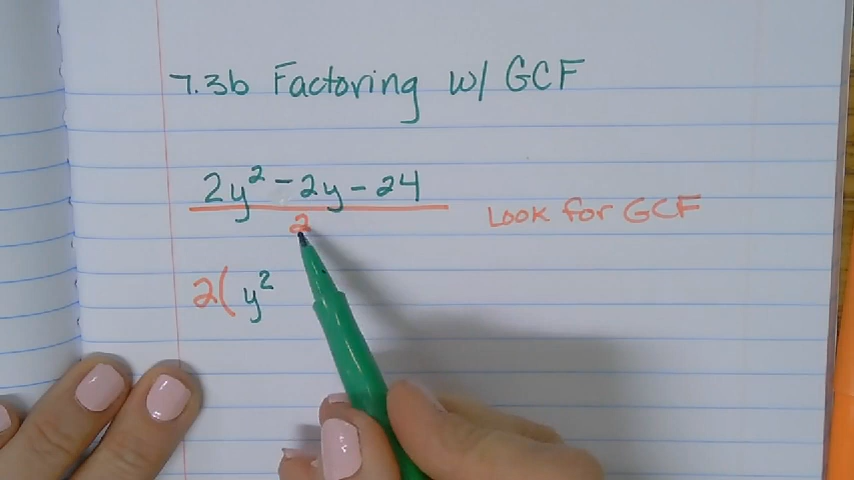 7.3b Factoring w/ GCF
2y² - 2y - 24
2
Look for GCF
2( y²